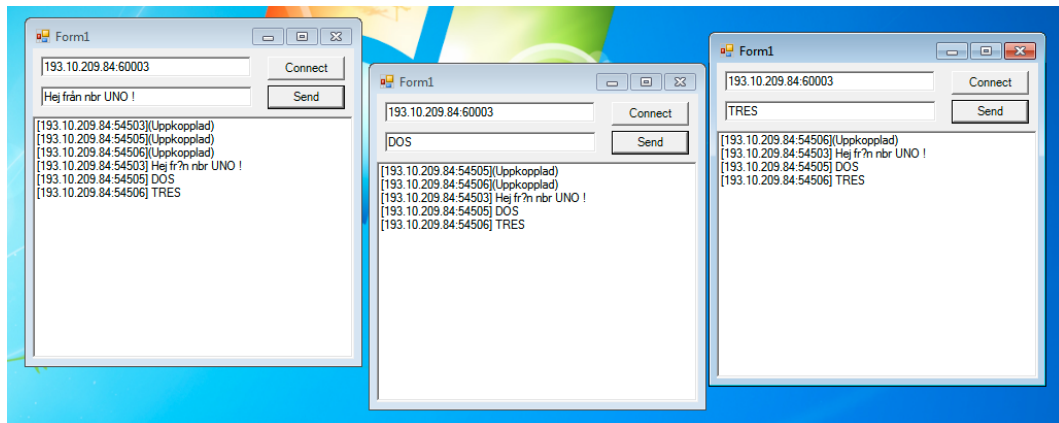 Form1
193.10.209.84:60003
Connect
Hej från nbr UNO !
Send
[193.10.209.84:54503](Uppkopplad)
[193.10.209.84:54505](Uppkopplad)
[193.10.209.84:54506](Uppkopplad)
[193.10.209.84:54503] Hej fr?n nbr UNO !
[193.10.209.84:54505] DOS
[193.10.209.84:54506] TRES
Form1
193.10.209.84:60003
Connect
DOS
Send
[193.10.209.84:54505](Uppkopplad)
[193.10.209.84:54506](Uppkopplad)
[193.10.209.84:54503] Hej fr?n nbr UNO !
[193.10.209.84:54505] DOS
[193.10.209.84:54506] TRES
Form1
193.10.209.84:60003
Connect
TRES
Send
[193.10.209.84:54506](Uppkopplad)
[193.10.209.84:54503] Hej fr?n nbr UNO !
[193.10.209.84:54505] DOS
[193.10.209.84:54506] TRES